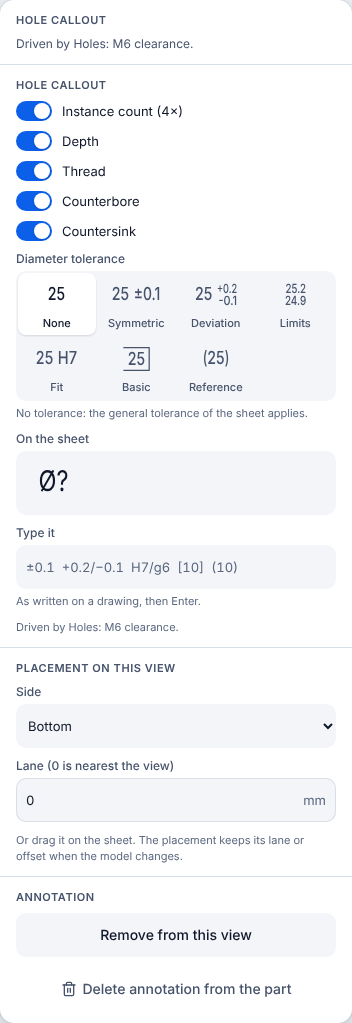 HOLE CALLOUT
Driven by Holes: M6 clearance.
HOLE CALLOUT
Instance count (4×)
Depth
Thread
Counterbore
Countersink
Diameter tolerance
25
25 ±0.1
25 +0.2 -0.1
25.2 24.9
None
Symmetric
Deviation
Limits
25 H7
25
(25)
Fit
Basic
Reference
No tolerance: the general tolerance of the sheet applies.
On the sheet
Ø?
Type it
±0.1 +0.2/−0.1 H7/g6 [10] (10)
As written on a drawing, then Enter.
Driven by Holes: M6 clearance.
PLACEMENT ON THIS VIEW
Side
Bottom
Lane (0 is nearest the view)
0 mm
Or drag it on the sheet. The placement keeps its lane or
offset when the model changes.
ANNOTATION
Remove from this view
Delete annotation from the part